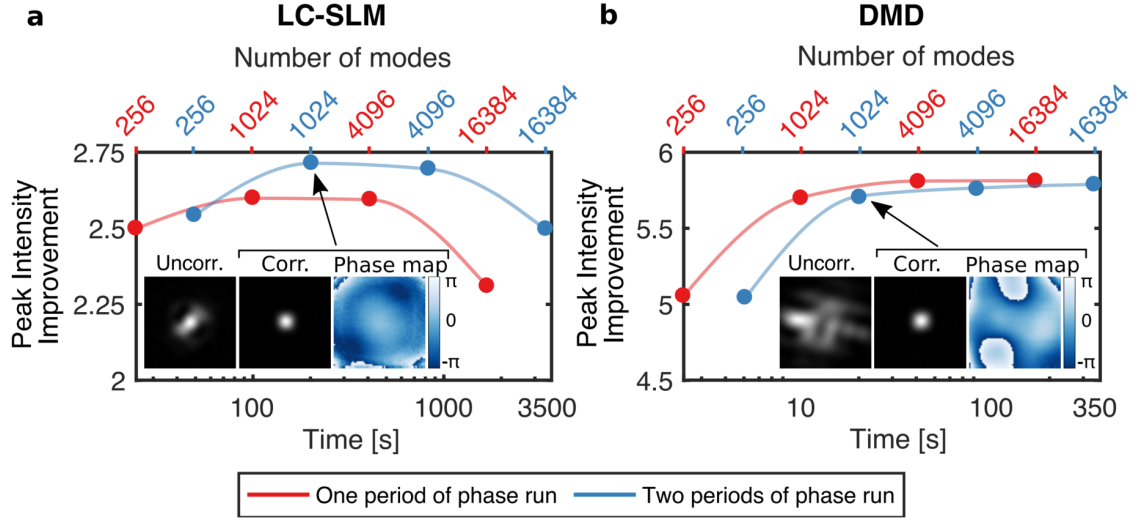 a
LC-SLM
Number of modes
256 256 1024 1024 4096 4096 16384 16384
2.75
2.5
2.25
2
Peak Intensity
Improvement
Uncorr. Corr. Phase map
π
0
-π
100 1000 3500
Time [s]
b
DMD
Number of modes
256 256 1024 1024 4096 4096 16384 16384
6
5.5
5
4.5
Peak Intensity
Improvement
Uncorr. Corr. Phase map
π
0
-π
10 100 350
Time [s]
One period of phase run Two periods of phase run